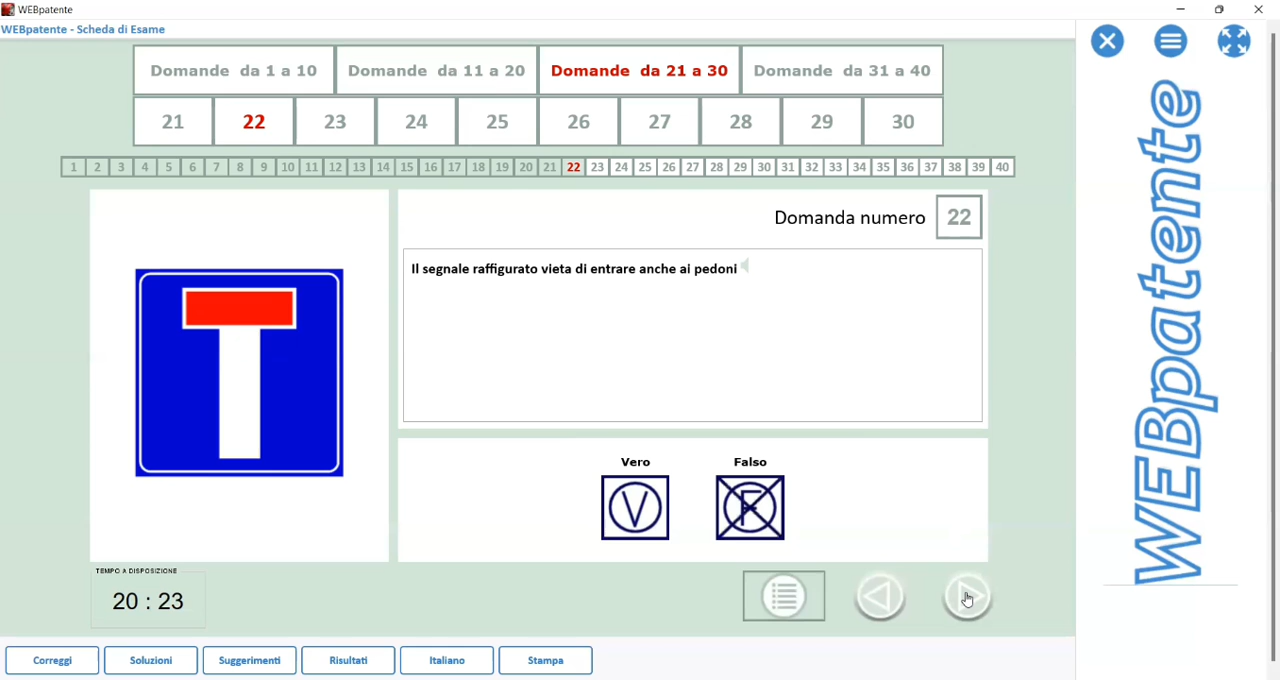 WEBpatente
WEBpatente - Scheda di Esame
Domande da 1 a 10 Domande da 11 a 20 Domande da 21 a 30 Domande da 31 a 40
21 22 23 24 25 26 27 28 29 30
1 2 3 4 5 6 7 8 9 10 11 12 13 14 15 16 17 18 19 20 21 22 23 24 25 26 27 28 29 30 31 32 33 34 35 36 37 38 39 40
Domanda numero 22
Il segnale raffigurato vieta di entrare anche ai pedoni
Vero Falso
V F
TEMPO A DISPOSIZIONE
20 : 23
Correggi Soluzioni Suggerimenti Risultati Italiano Stampa
WEBpatente